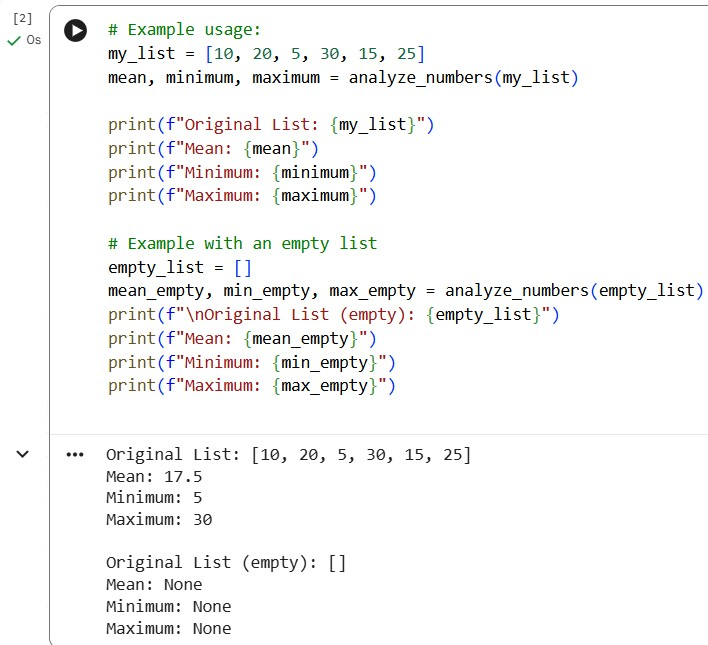 [2]
0s
# Example usage:
my_list = [10, 20, 5, 30, 15, 25]
mean, minimum, maximum = analyze_numbers(my_list)
print(f"Original List: {my_list}")
print(f"Mean: {mean}")
print(f"Minimum: {minimum}")
print(f"Maximum: {maximum}")
# Example with an empty list
empty_list = []
mean_empty, min_empty, max_empty = analyze_numbers(empty_list)
print(f"\nOriginal List (empty): {empty_list}")
print(f"Mean: {mean_empty}")
print(f"Minimum: {min_empty}")
print(f"Maximum: {max_empty}")
Original List: [10, 20, 5, 30, 15, 25]
Mean: 17.5
Minimum: 5
Maximum: 30
Original List (empty): []
Mean: None
Minimum: None
Maximum: None